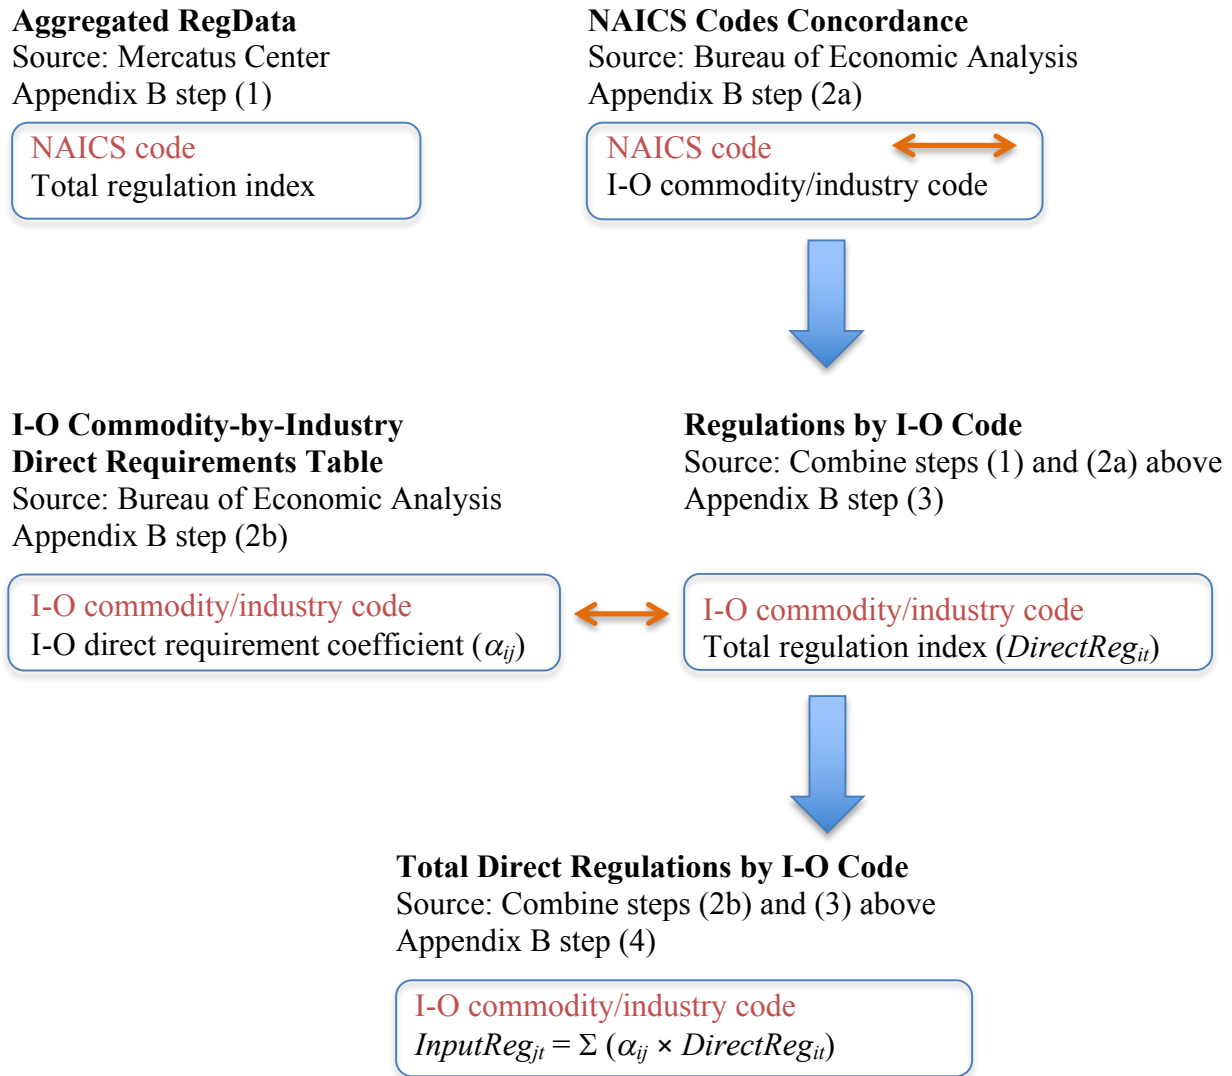 Aggregated RegData
Source: Mercatus Center
Appendix B step (1)
NAICS code
Total regulation index
NAICS Codes Concordance
Source: Bureau of Economic Analysis
Appendix B step (2a)
NAICS code
I-O commodity/industry code
I-O Commodity-by-Industry
Direct Requirements Table
Source: Bureau of Economic Analysis
Appendix B step (2b)
I-O commodity/industry code
I-O direct requirement coefficient (αij)
Regulations by I-O Code
Source: Combine steps (1) and (2a) above
Appendix B step (3)
I-O commodity/industry code
Total regulation index (DirectRegit)
Total Direct Regulations by I-O Code
Source: Combine steps (2b) and (3) above
Appendix B step (4)
I-O commodity/industry code
InputRegjt = Σ (αij × DirectRegit)